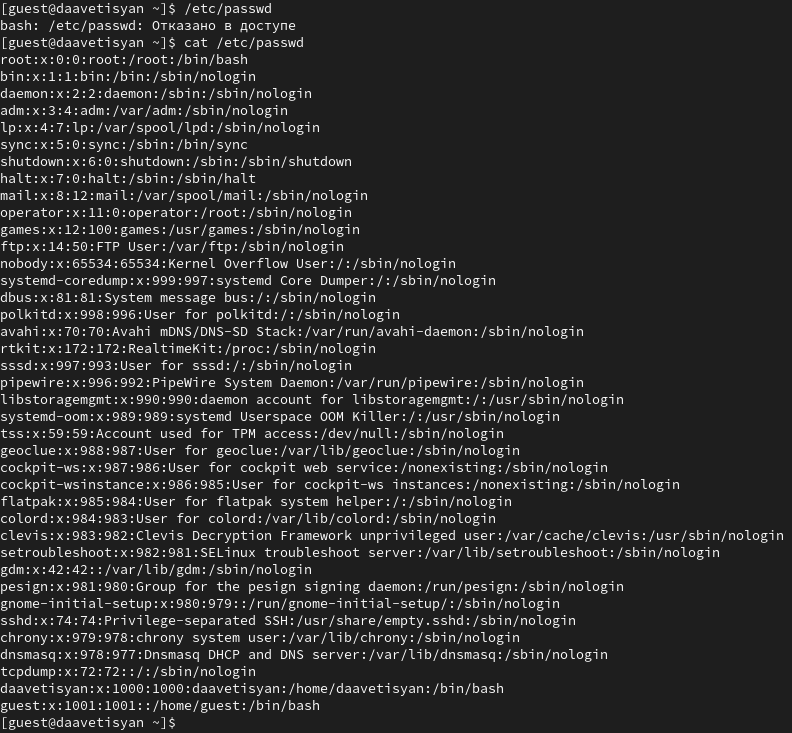 [guest@daavetisyan ~]$ /etc/passwd
bash: /etc/passwd: Отказано в доступе
[guest@daavetisyan ~]$ cat /etc/passwd
root:x:0:0:root:/root:/bin/bash
bin:x:1:1:bin:/bin:/sbin/nologin
daemon:x:2:2:daemon:/sbin:/sbin/nologin
adm:x:3:4:adm:/var/adm:/sbin/nologin
lp:x:4:7:lp:/var/spool/lpd:/sbin/nologin
sync:x:5:0:sync:/sbin:/bin/sync
shutdown:x:6:0:shutdown:/sbin:/sbin/shutdown
halt:x:7:0:halt:/sbin:/sbin/halt
mail:x:8:12:mail:/var/spool/mail:/sbin/nologin
operator:x:11:0:operator:/root:/sbin/nologin
games:x:12:100:games:/usr/games:/sbin/nologin
ftp:x:14:50:FTP User:/var/ftp:/sbin/nologin
nobody:x:65534:65534:Kernel Overflow User:/:/sbin/nologin
systemd-coredump:x:999:997:systemd Core Dumper:/:/sbin/nologin
dbus:x:81:81:System message bus:/:/sbin/nologin
polkitd:x:998:996:User for polkitd:/:/sbin/nologin
avahi:x:70:70:Avahi mDNS/DNS-SD Stack:/var/run/avahi-daemon:/sbin/nologin
rtkit:x:172:172:RealtimeKit:/proc:/sbin/nologin
sssd:x:997:993:User for sssd:/:/sbin/nologin
pipewire:x:996:992:PipeWire System Daemon:/var/run/pipewire:/sbin/nologin
libstoragemgmt:x:990:990:daemon account for libstoragemgmt:/:/usr/sbin/nologin
systemd-oom:x:989:989:systemd Userspace OOM Killer:/:/usr/sbin/nologin
tss:x:59:59:Account used for TPM access:/dev/null:/sbin/nologin
geoclue:x:988:987:User for geoclue:/var/lib/geoclue:/sbin/nologin
cockpit-ws:x:987:986:User for cockpit web service:/nonexisting:/sbin/nologin
cockpit-wsinstance:x:986:985:User for cockpit-ws instances:/nonexisting:/sbin/nologin
flatpak:x:985:984:User for flatpak system helper:/:/sbin/nologin
colord:x:984:983:User for colord:/var/lib/colord:/sbin/nologin
clevis:x:983:982:Clevis Decryption Framework unprivileged user:/var/cache/clevis:/usr/sbin/nologin
setroubleshoot:x:982:981:SELinux troubleshoot server:/var/lib/setroubleshoot:/sbin/nologin
gdm:x:42:42::/var/lib/gdm:/sbin/nologin
pesign:x:981:980:Group for the pesign signing daemon:/run/pesign:/sbin/nologin
gnome-initial-setup:x:980:979::/run/gnome-initial-setup/:/sbin/nologin
sshd:x:74:74:Privilege-separated SSH:/usr/share/empty.sshd:/sbin/nologin
chrony:x:979:978:chrony system user:/var/lib/chrony:/sbin/nologin
dnsmasq:x:978:977:Dnsmasq DHCP and DNS server:/var/lib/dnsmasq:/sbin/nologin
tcpdump:x:72:72::/:/sbin/nologin
daavetisyan:x:1000:1000:daavetisyan:/home/daavetisyan:/bin/bash
guest:x:1001:1001::/home/guest:/bin/bash
[guest@daavetisyan ~]$